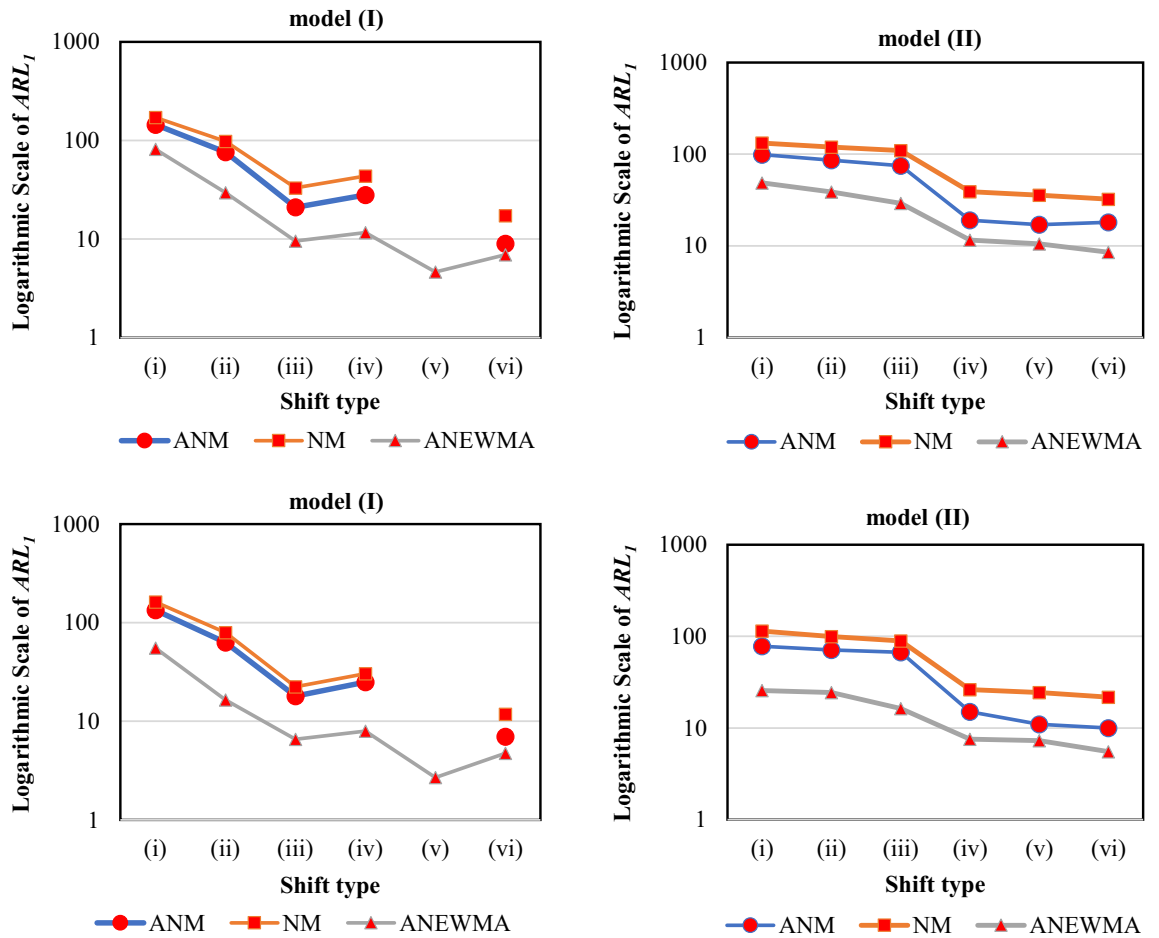 model (I)
Logarithmic Scale of ARL1
1000
100
10
1
(i) (ii) (iii) (iv) (v) (vi)
Shift type
ANM NM ANEWMA
model (II)
Logarithmic Scale of ARL1
1000
100
10
1
(i) (ii) (iii) (iv) (v) (vi)
Shift type
ANM NM ANEWMA
model (I)
Logarithmic Scale of ARL1
1000
100
10
1
(i) (ii) (iii) (iv) (v) (vi)
Shift type
ANM NM ANEWMA
model (II)
Logarithmic Scale of ARL1
1000
100
10
1
(i) (ii) (iii) (iv) (v) (vi)
Shift type
ANM NM ANEWMA